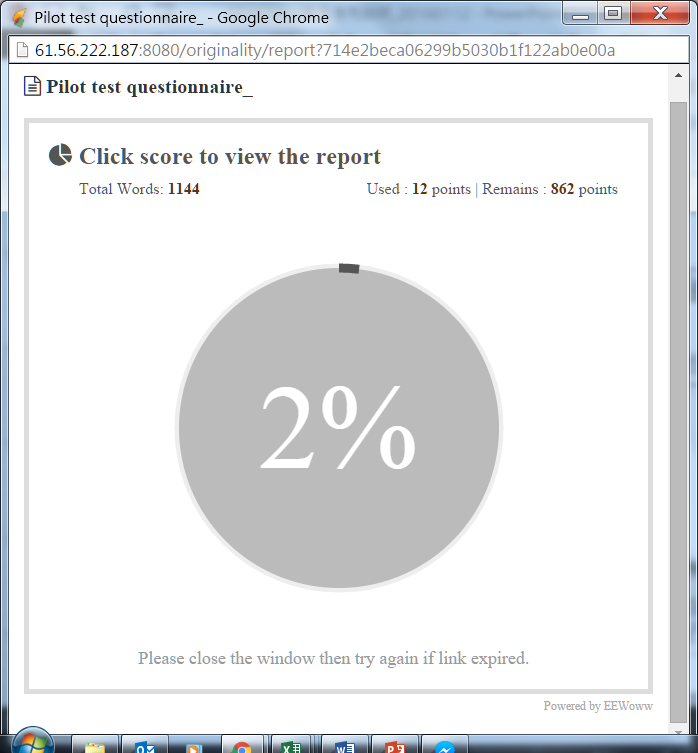 Pilot test questionnaire_ - Google Chrome
61.56.222.187:8080/originality/report?714e2beca06299b5030b1f122ab0e00a
Pilot test questionnaire_
Click score to view the report
Total Words: 1144 Used : 12 points | Remains : 862 points
2%
Please close the window then try again if link expired.
Powered by EEWoww